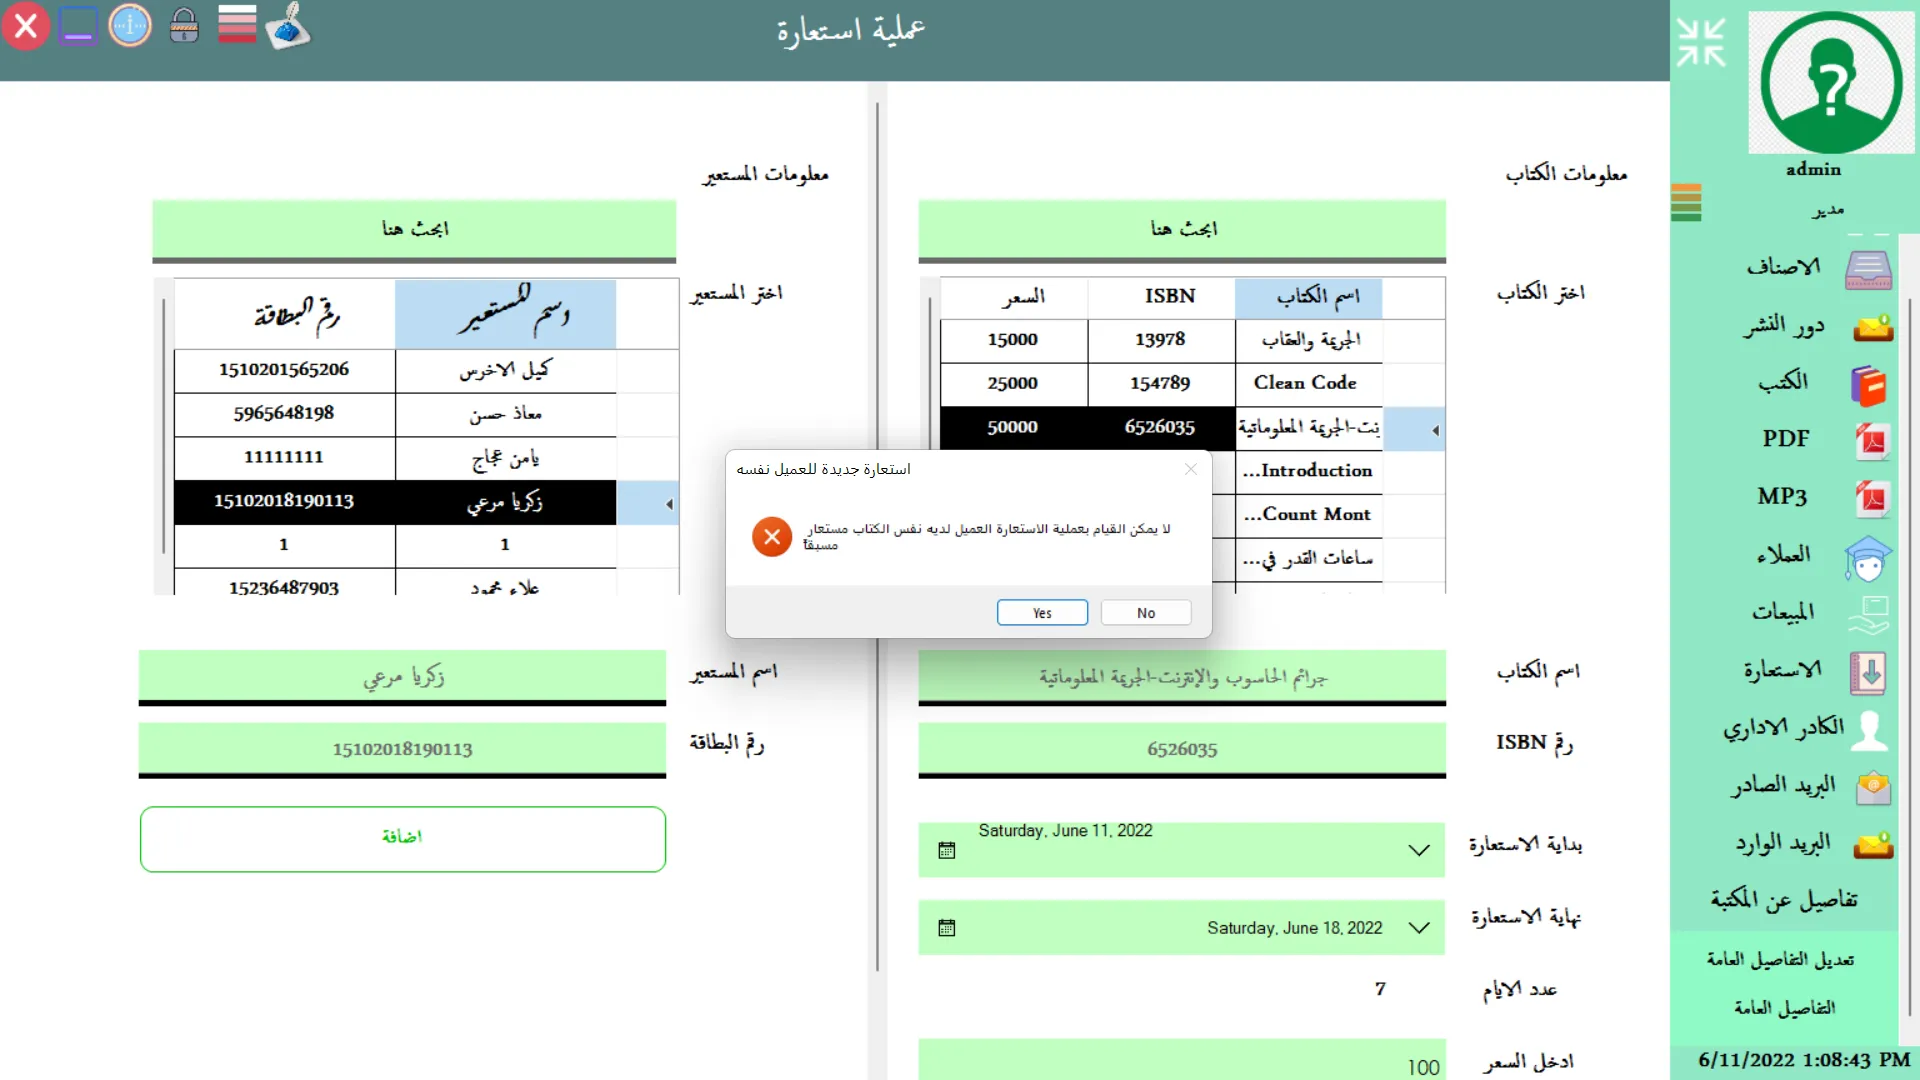 عملية استعارة
admin
مدير
الاصناف
دور النشر
الكتب
PDF
MP3
العملاء
المبيعات
الاستعارة
الكادر الاداري
البريد الصادر
البريد الوارد
تفاصيل عن المكتبة
تعديل التفاصيل العامة
التفاصيل العامة
6/11/2022 1:08:43 PM
معلومات الكتاب
ابحث هنا
اختر الكتاب
اسم الكتاب ISBN السعر
الجريمة والعقاب 13978 15000
Clean Code 154789 25000
نت-الجريمة المعلوماتية 6526035 50000
Introduction...
Count Mont...
ساعات القدر في...
اسم الكتاب
جرائم الحاسوب والإنترنت-الجريمة المعلوماتية
رقم ISBN
6526035
بداية الاستعارة
Saturday, June 11, 2022
نهاية الاستعارة
Saturday, June 18, 2022
عدد الايام
7
ادخل السعر
100
معلومات المستعير
ابحث هنا
اختر المستعير
اسم المستعير رقم البطاقة
كميل الاخرس 1510201565206
معاذ حسن 5965648198
يامن عجاج 11111111
زكريا مرعي 15102018190113
1 1
علاء محمود 15236487903
اسم المستعير
زكريا مرعي
رقم البطاقة
15102018190113
اضافة
استعارة جديدة للعميل نفسه
لا يمكن القيام بعملية الاستعارة العميل لديه نفس الكتاب مستعار
مسبقاً
Yes
No